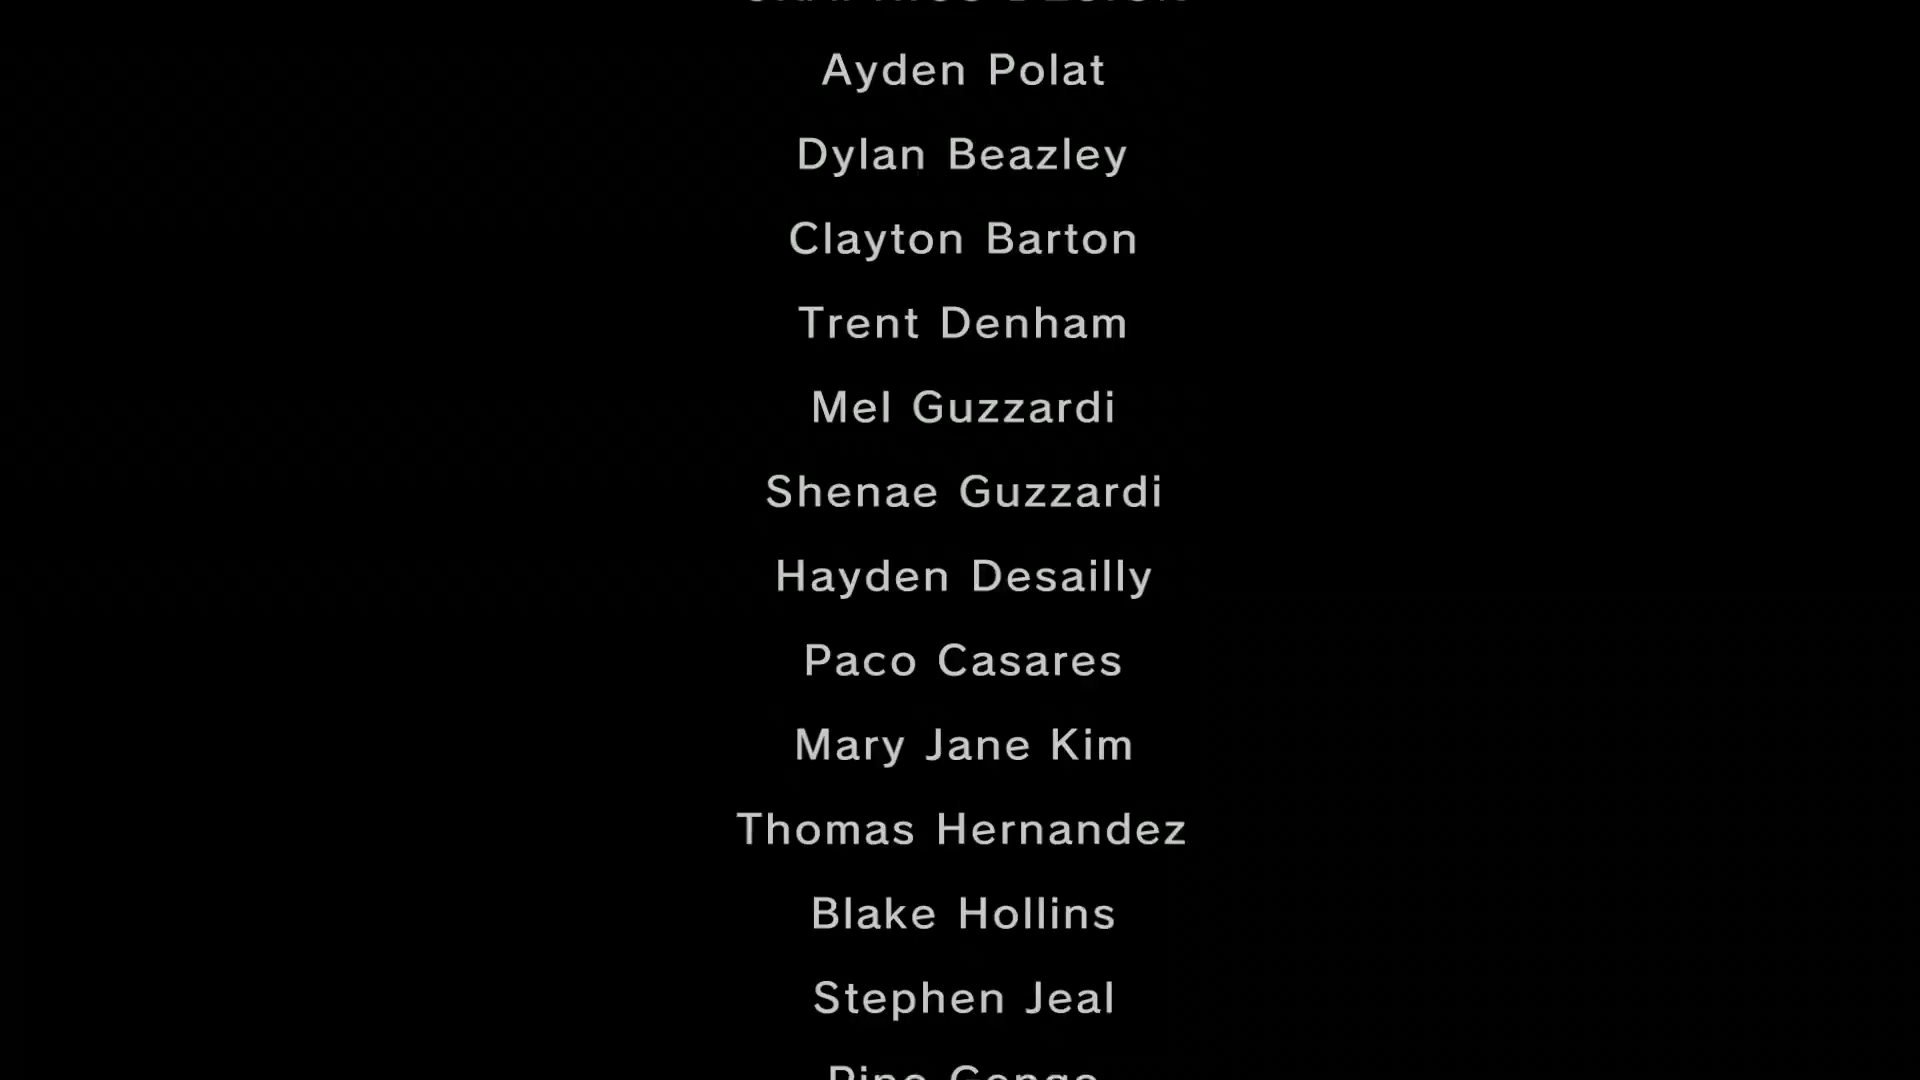 Ayden Polat
Dylan Beazley
Clayton Barton
Trent Denham
Mel Guzzardi
Shenae Guzzardi
Hayden Desailly
Paco Casares
Mary Jane Kim
Thomas Hernandez
Blake Hollins
Stephen Jeal